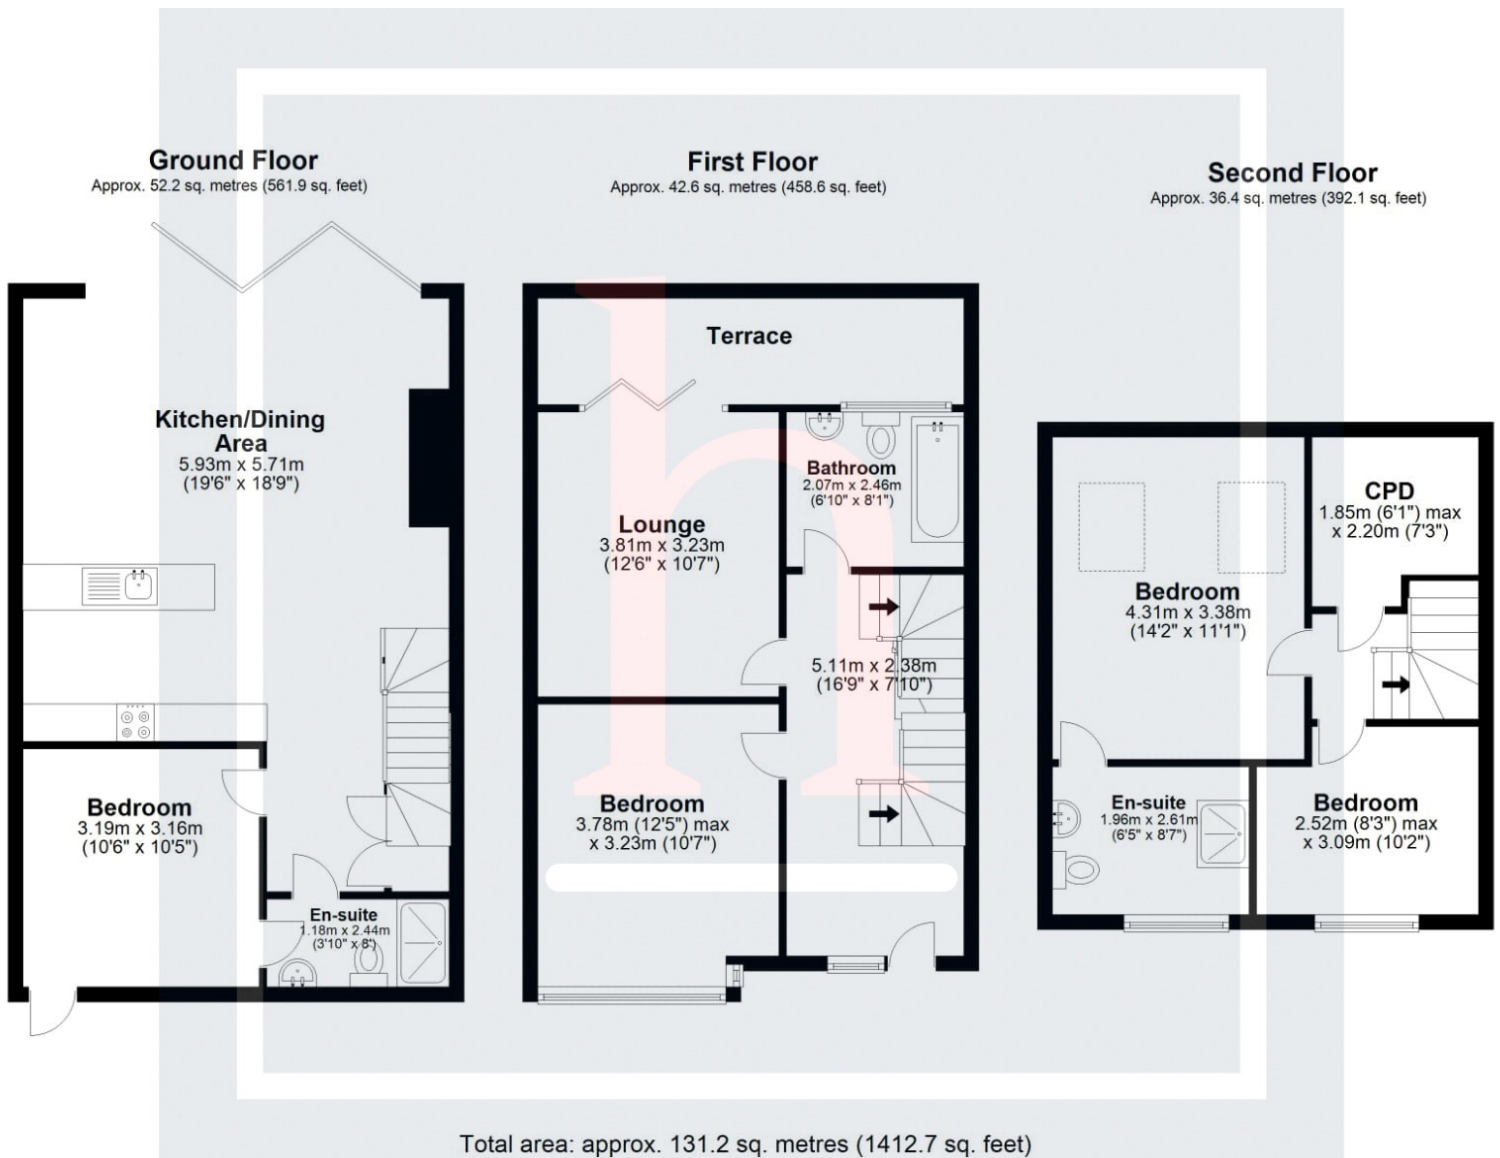 Ground Floor
Approx. 52.2 sq. metres (561.9 sq. feet)
Kitchen/Dining
Area
5.93m x 5.71m
(19'6" x 18'9")
Bedroom
3.19m x 3.16m
(10'6" x 10'5")
En-suite
1.18m x 2.44m
(3'10" x 8')
First Floor
Approx. 42.6 sq. metres (458.6 sq. feet)
Terrace
Bathroom
2.07m x 2.46m
(6'10" x 8'1")
Lounge
3.81m x 3.23m
(12'6" x 10'7")
5.11m x 2.38m
(16'9" x 7'10")
Bedroom
3.78m (12'5") max
x 3.23m (10'7")
Second Floor
Approx. 36.4 sq. metres (392.1 sq. feet)
CPD
1.85m (6'1") max
x 2.20m (7'3")
Bedroom
4.31m x 3.38m
(14'2" x 11'1")
En-suite
1.96m x 2.61m
(6'5" x 8'7")
Bedroom
2.52m (8'3") max
x 3.09m (10'2")
h
Total area: approx. 131.2 sq. metres (1412.7 sq. feet)